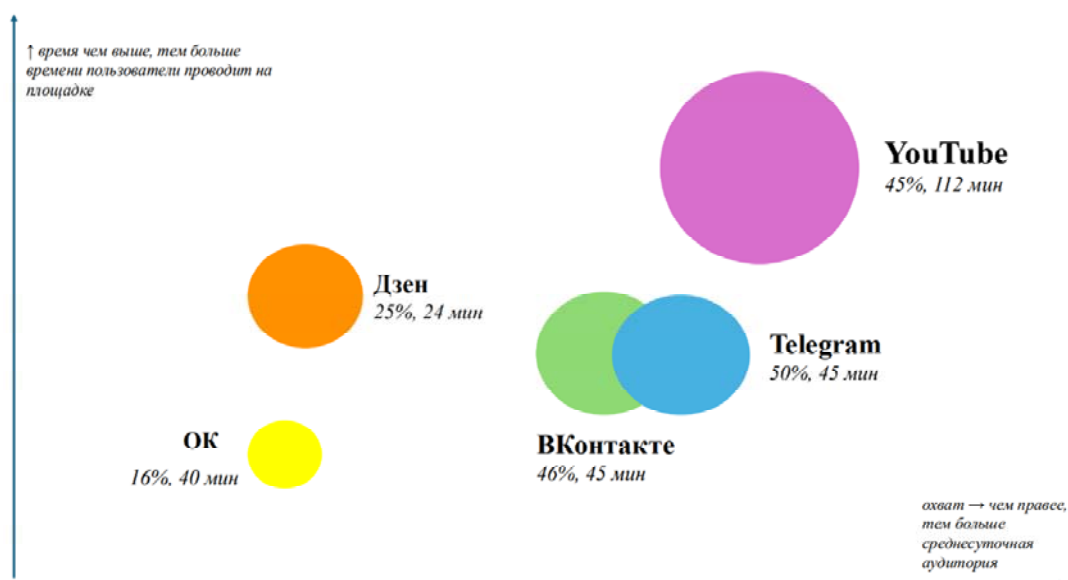 ↑ время чем выше, тем больше
времени пользователи проводит на
площадке
YouTube
45%, 112 мин
Дзен
25%, 24 мин
Telegram
50%, 45 мин
ОК
16%, 40 мин
ВКонтакте
46%, 45 мин
охват → чем правее,
тем больше
среднесуточная
аудитория